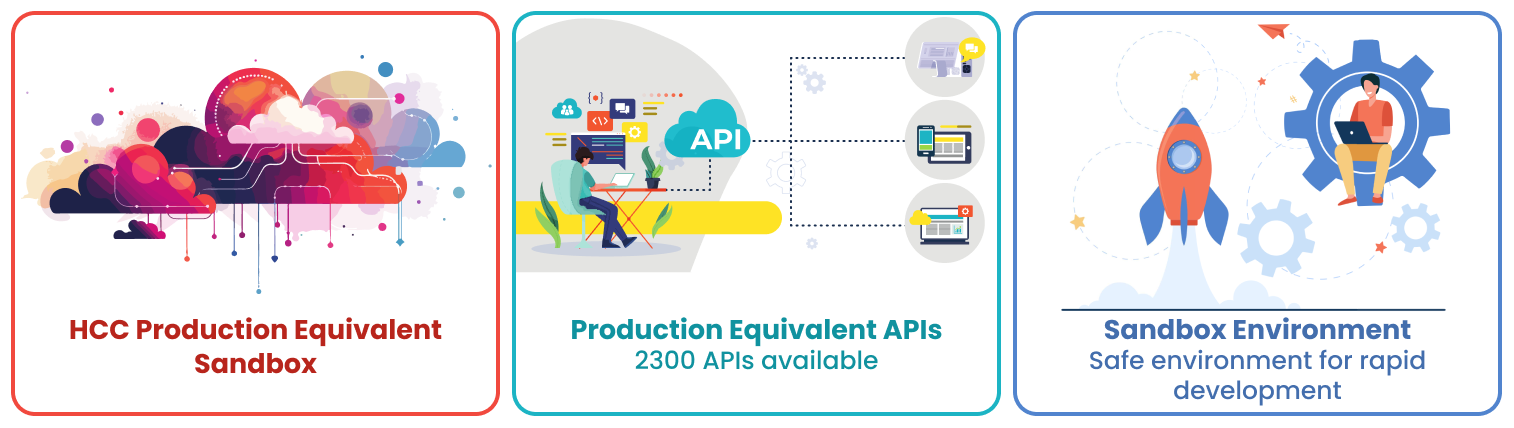 HCC Production Equivalent
Sandbox
{•}
</>
API
Production Equivalent APIs
2300 APIs available
Sandbox Environment
Safe environment for rapid
development